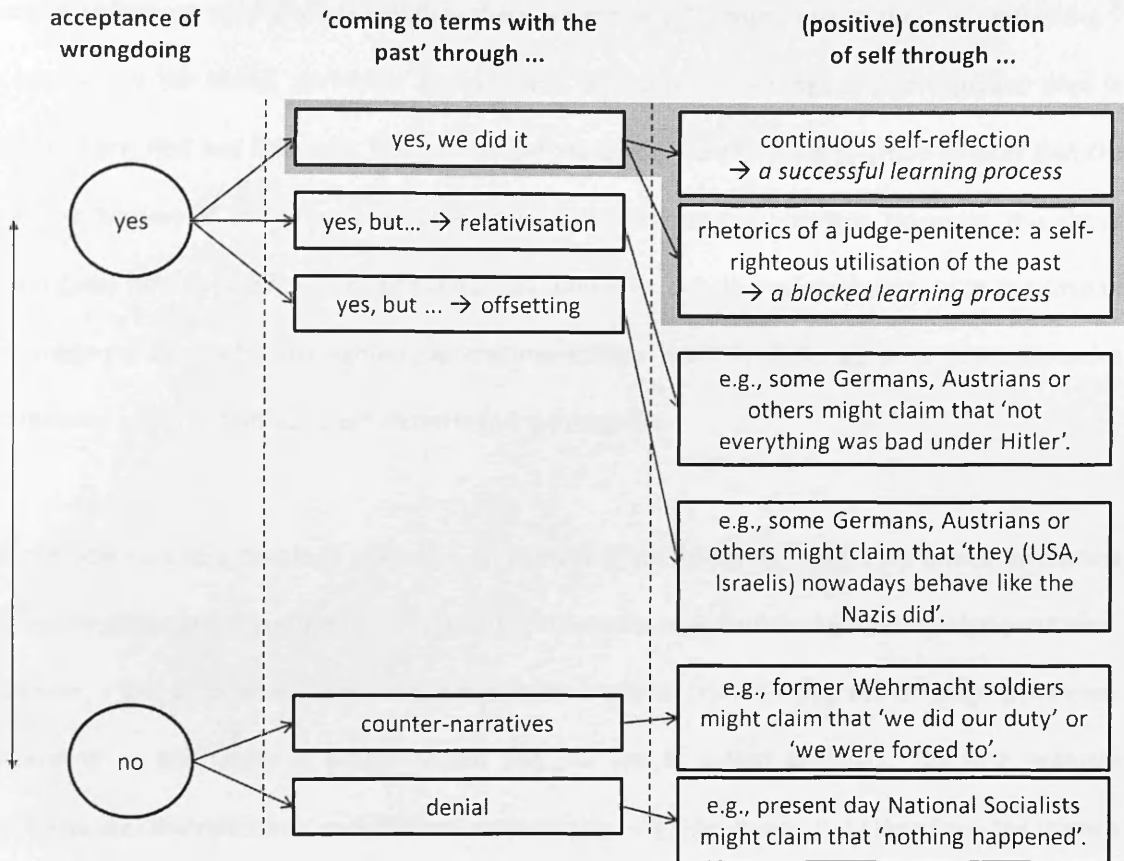 acceptance of
wrongdoing
'coming to terms with the
past' through ...
(positive) construction
of self through ...
yes
yes, we did it
yes, but... → relativisation
yes, but ... → offsetting
continuous self-reflection
→ a successful learning process
rhetorics of a judge-penitence: a self-
righteous utilisation of the past
→ a blocked learning process
e.g., some Germans, Austrians or
others might claim that 'not
everything was bad under Hitler'.
e.g., some Germans, Austrians or
others might claim that 'they (USA,
Israelis) nowadays behave like the
Nazis did'.
no
counter-narratives
denial
e.g., former Wehrmacht soldiers
might claim that 'we did our duty' or
'we were forced to'.
e.g., present day National Socialists
might claim that 'nothing happened'.